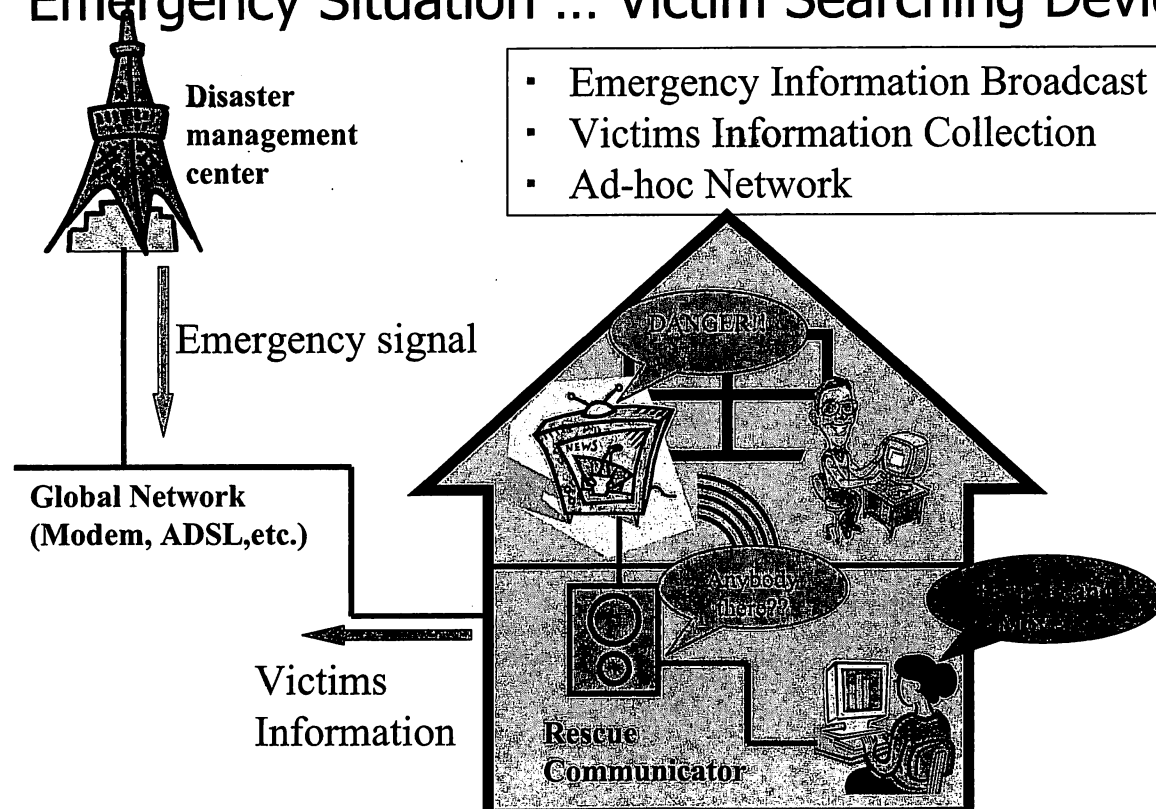 Emergency Situation ... Victim Searching
Disaster
management
center
▪ Emergency Information Broadcast
▪ Victims Information Collection
▪ Ad-hoc Network
Emergency signal
DANGER!!
NEWS
Global Network
(Modem, ADSL,etc.)
Anybody
there??
Victims
Information
Rescue
Communicator